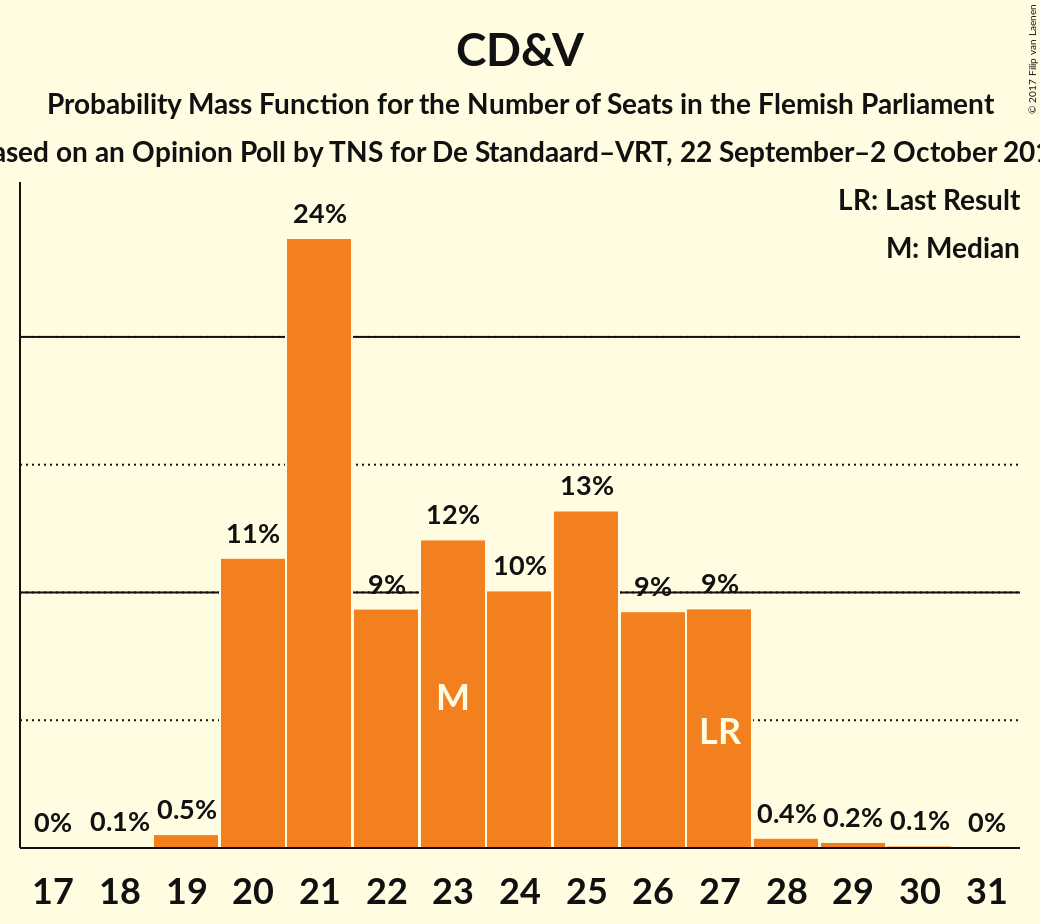 CD&V
Probability Mass Function for the Number of Seats in the Flemish Parliament
ased on an Opinion Poll by TNS for De Standaard–VRT, 22 September–2 October 201
© 2017 Filip van Laenen
LR: Last Result
M: Median
24%
13%
12%
11%
10%
9%
9%
9%
M
LR
0%
0.1%
0.5%
0.4%
0.2%
0.1%
0%
17 18 19 20 21 22 23 24 25 26 27 28 29 30 31